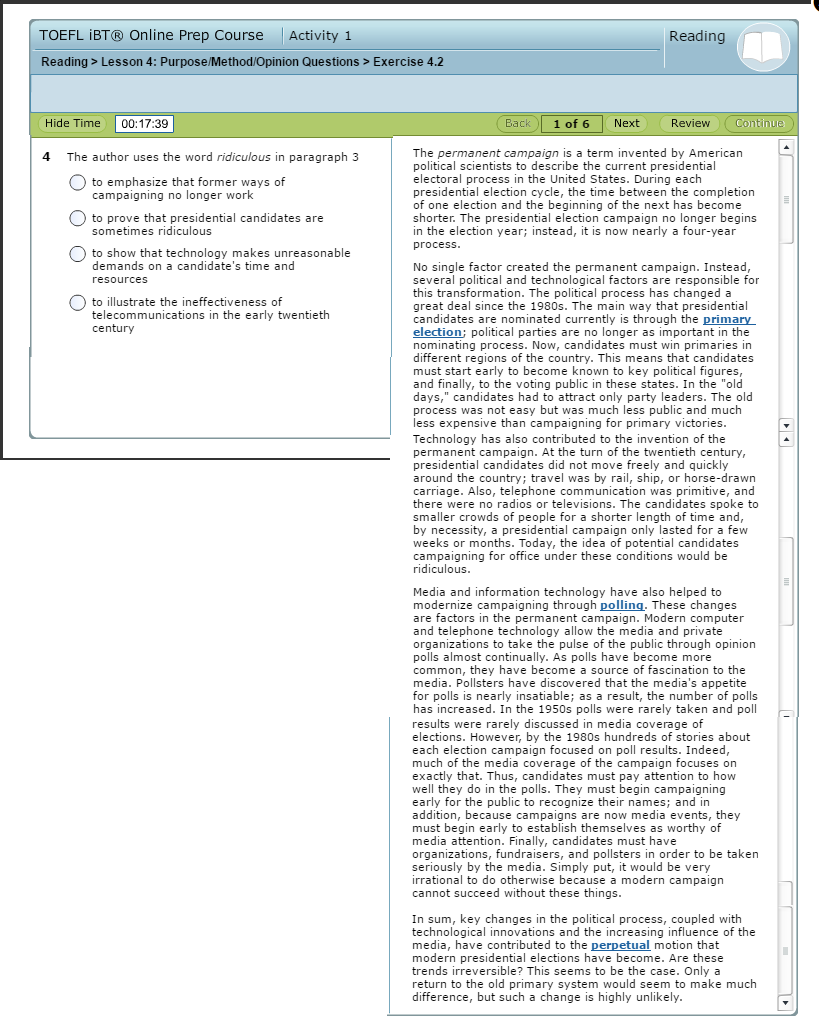 TOEFL iBT® Online Prep Course
Activity 1
Reading
Reading > Lesson 4: Purpose/Method/Opinion Questions > Exercise 4.2
Hide Time
00:17:39
Back
1 of 6
Next
Review
Continue
4 The author uses the word ridiculous in paragraph 3
to emphasize that former ways of
campaigning no longer work
to prove that presidential candidates are
sometimes ridiculous
to show that technology makes unreasonable
demands on a candidate's time and
resources
to illustrate the ineffectiveness of
telecommunications in the early twentieth
century
The permanent campaign is a term invented by American
political scientists to describe the current presidential
electoral process in the United States. During each
presidential election cycle, the time between the completion
of one election and the beginning of the next has become
shorter. The presidential election campaign no longer begins
in the election year; instead, it is now nearly a four-year
process.
No single factor created the permanent campaign. Instead,
several political and technological factors are responsible for
this transformation. The political process has changed a
great deal since the 1980s. The main way that presidential
candidates are nominated currently is through the primary
election; political parties are no longer as important in the
nominating process. Now, candidates must win primaries in
different regions of the country. This means that candidates
must start early to become known to key political figures,
and finally, to the voting public in these states. In the "old
days," candidates had to attract only party leaders. The old
process was not easy but was much less public and much
less expensive than campaigning for primary victories.
Technology has also contributed to the invention of the
permanent campaign. At the turn of the twentieth century,
presidential candidates did not move freely and quickly
around the country; travel was by rail, ship, or horse-drawn
carriage. Also, telephone communication was primitive, and
there were no radios or televisions. The candidates spoke to
smaller crowds of people for a shorter length of time and,
by necessity, a presidential campaign only lasted for a few
weeks or months. Today, the idea of potential candidates
campaigning for office under these conditions would be
ridiculous.
Media and information technology have also helped to
modernize campaigning through polling. These changes
are factors in the permanent campaign. Modern computer
and telephone technology allow the media and private
organizations to take the pulse of the public through opinion
polls almost continually. As polls have become more
common, they have become a source of fascination to the
media. Pollsters have discovered that the media's appetite
for polls is nearly insatiable; as a result, the number of polls
has increased. In the 1950s polls were rarely taken and poll
results were rarely discussed in media coverage of
elections. However, by the 1980s hundreds of stories about
each election campaign focused on poll results. Indeed,
much of the media coverage of the campaign focuses on
exactly that. Thus, candidates must pay attention to how
well they do in the polls. They must begin campaigning
early for the public to recognize their names; and in
addition, because campaigns are now media events, they
must begin early to establish themselves as worthy of
media attention. Finally, candidates must have
organizations, fundraisers, and pollsters in order to be taken
seriously by the media. Simply put, it would be very
irrational to do otherwise because a modern campaign
cannot succeed without these things.
In sum, key changes in the political process, coupled with
technological innovations and the increasing influence of the
media, have contributed to the perpetual motion that
modern presidential elections have become. Are these
trends irreversible? This seems to be the case. Only a
return to the old primary system would seem to make much
difference, but such a change is highly unlikely.